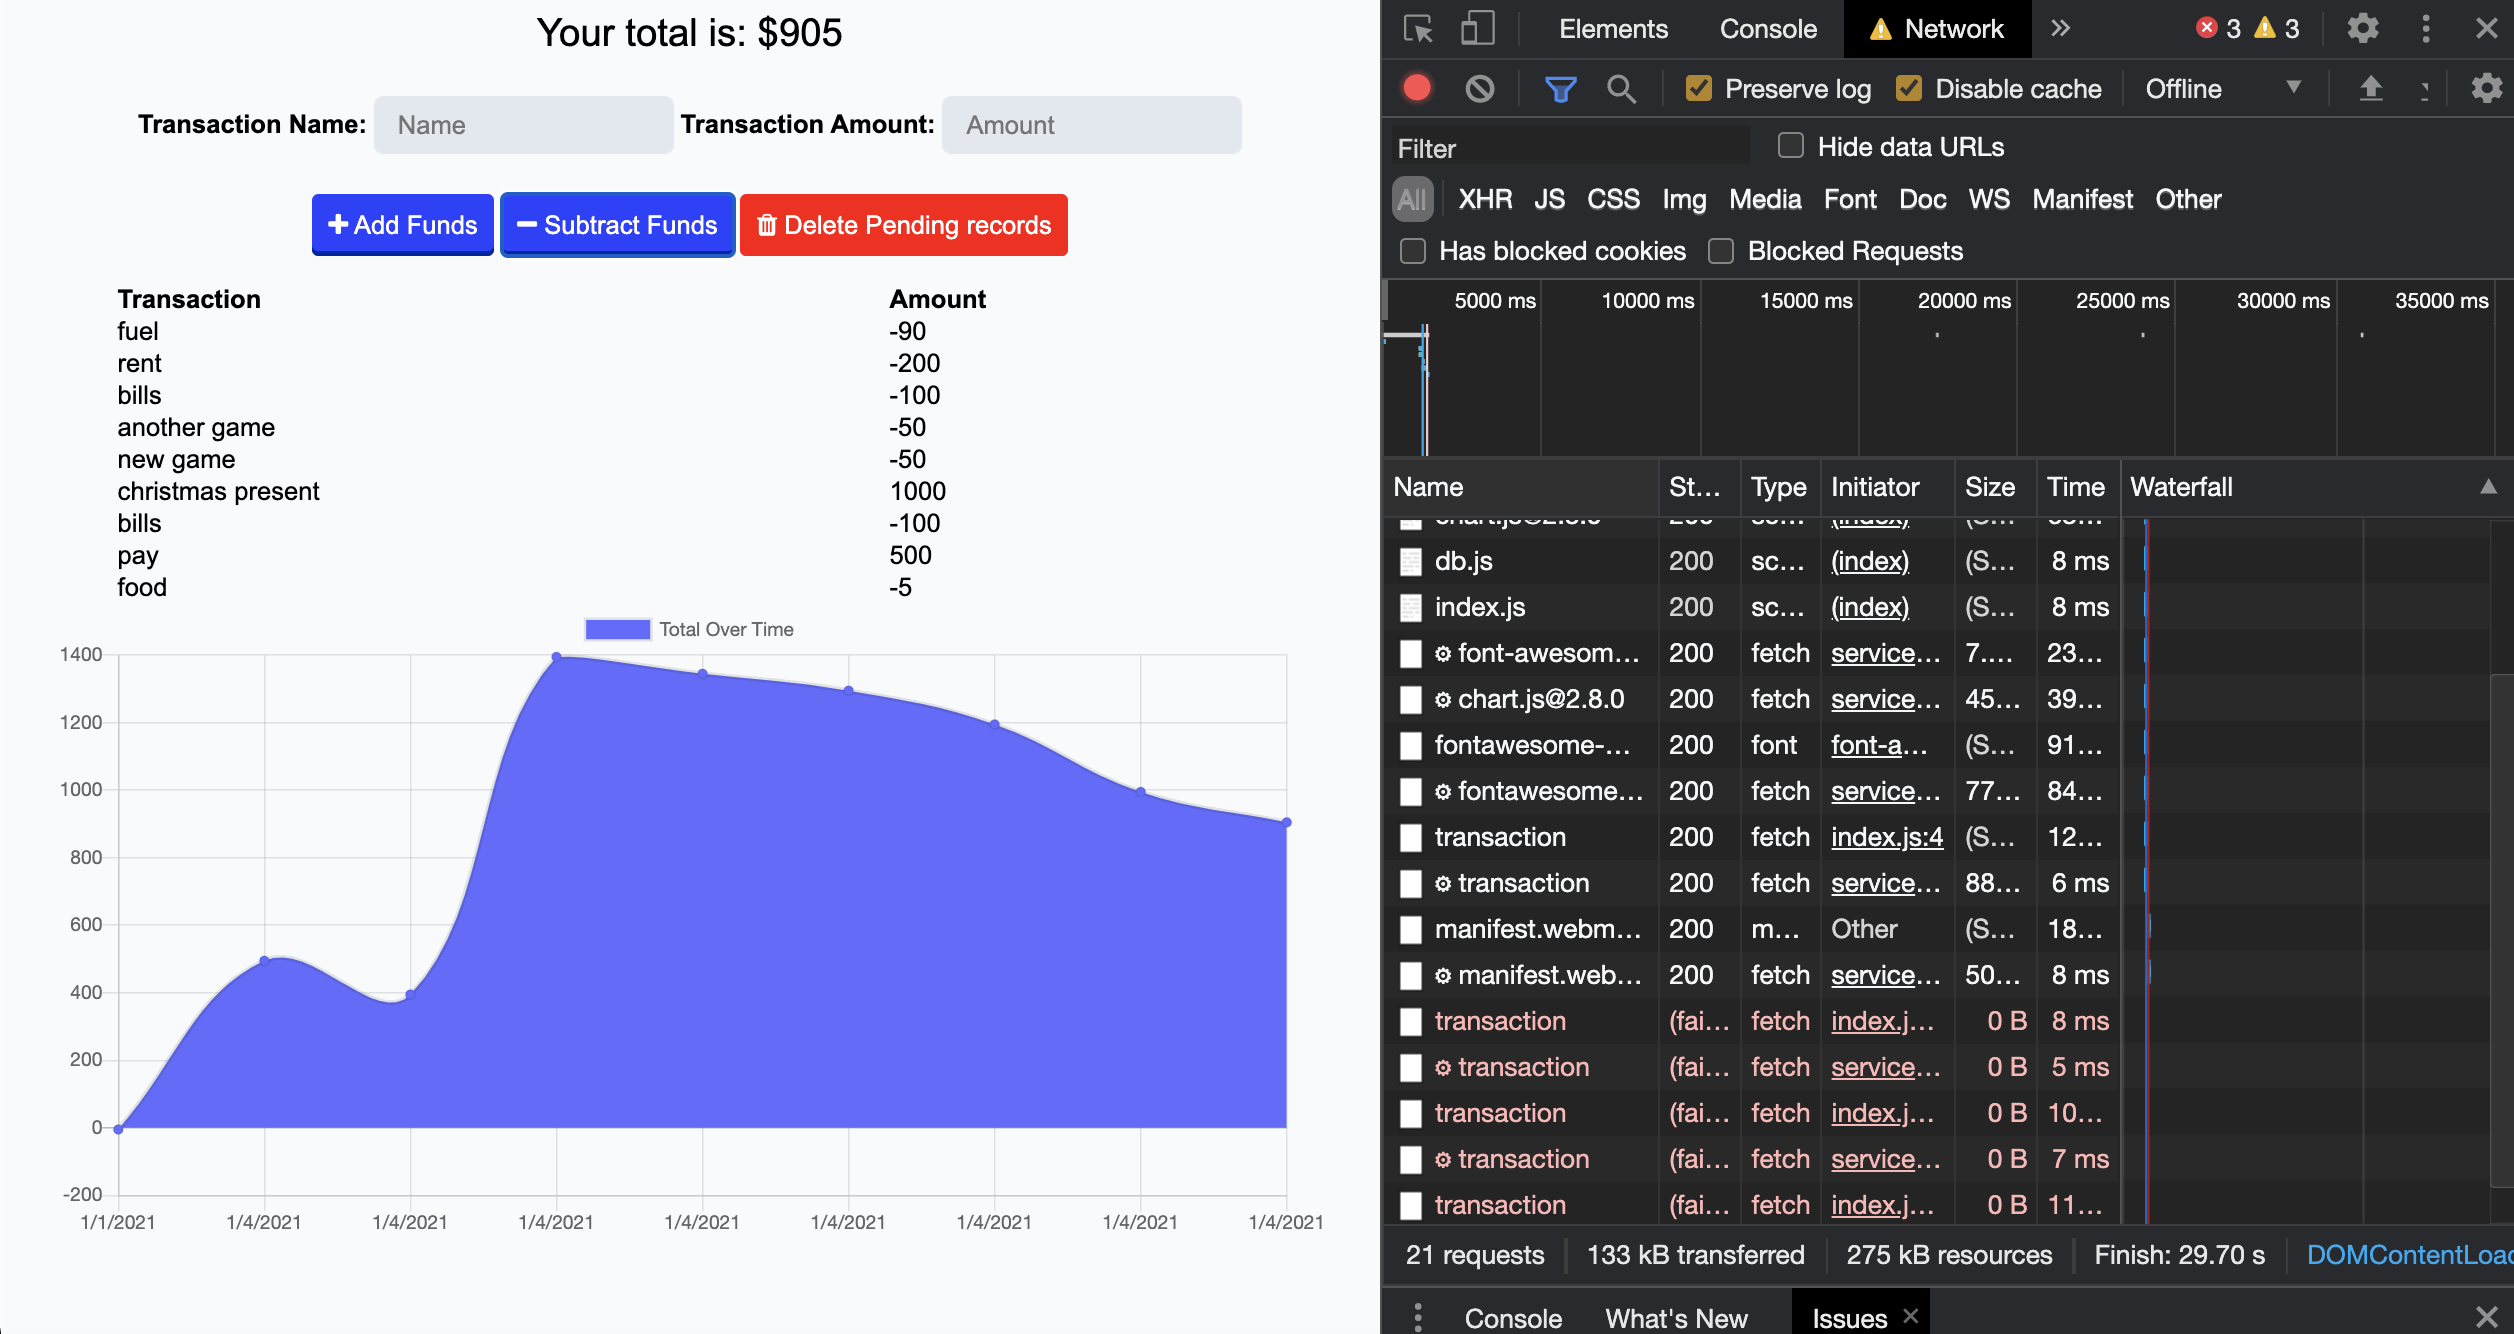 Your total is: $905
Transaction Name: Name Transaction Amount: Amount
Add Funds Subtract Funds Delete Pending records
Transaction Amount
fuel -90
rent -200
bills -100
another game -50
new game -50
christmas present 1000
bills -100
pay 500
food -5
Total Over Time
1400
1200
1000
800
600
400
200
0
-200
1/1/2021 1/4/2021 1/4/2021 1/4/2021 1/4/2021 1/4/2021 1/4/2021 1/4/2021 1/4/2021
Elements Console Network 3 3
Preserve log Disable cache Offline
Filter Hide data URLs
All XHR JS CSS Img Media Font Doc WS Manifest Other
Has blocked cookies Blocked Requests
5000 ms 10000 ms 15000 ms 20000 ms 25000 ms 30000 ms 35000 ms
Name St... Type Initiator Size Time Waterfall
chart.js@2.8.0 200 sc... (index) (S...
db.js 200 sc... (index) (S... 8 ms
index.js 200 sc... (index) (S... 8 ms
font-awesom... 200 fetch service... 7.... 23...
chart.js@2.8.0 200 fetch service... 45... 39...
fontawesome-... 200 font font-a... (S... 91...
fontawesome... 200 fetch service... 77... 84...
transaction 200 fetch index.js:4 (S... 12...
transaction 200 fetch service... 88... 6 ms
manifest.webm... 200 m... Other (S... 18...
manifest.web... 200 fetch service... 50... 8 ms
transaction (fai... fetch index.j... 0 B 8 ms
transaction (fai... fetch service... 0 B 5 ms
transaction (fai... fetch index.j... 0 B 10...
transaction (fai... fetch service... 0 B 7 ms
transaction (fai... fetch index.j... 0 B 11...
21 requests 133 kB transferred 275 kB resources Finish: 29.70 s DOMContentLoad
Console What's New Issues